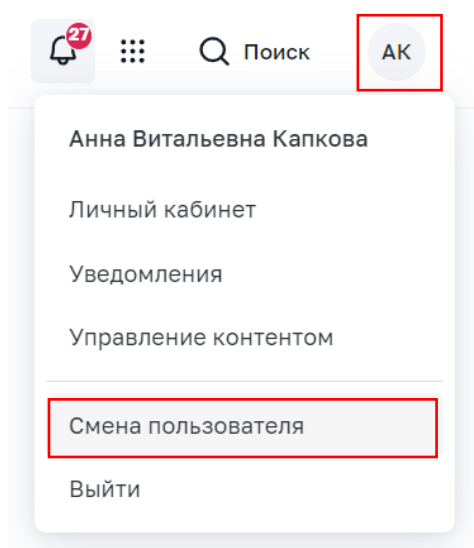 27
Поиск
АК
Анна Витальевна Капкова
Личный кабинет
Уведомления
Управление контентом
Смена пользователя
Выйти